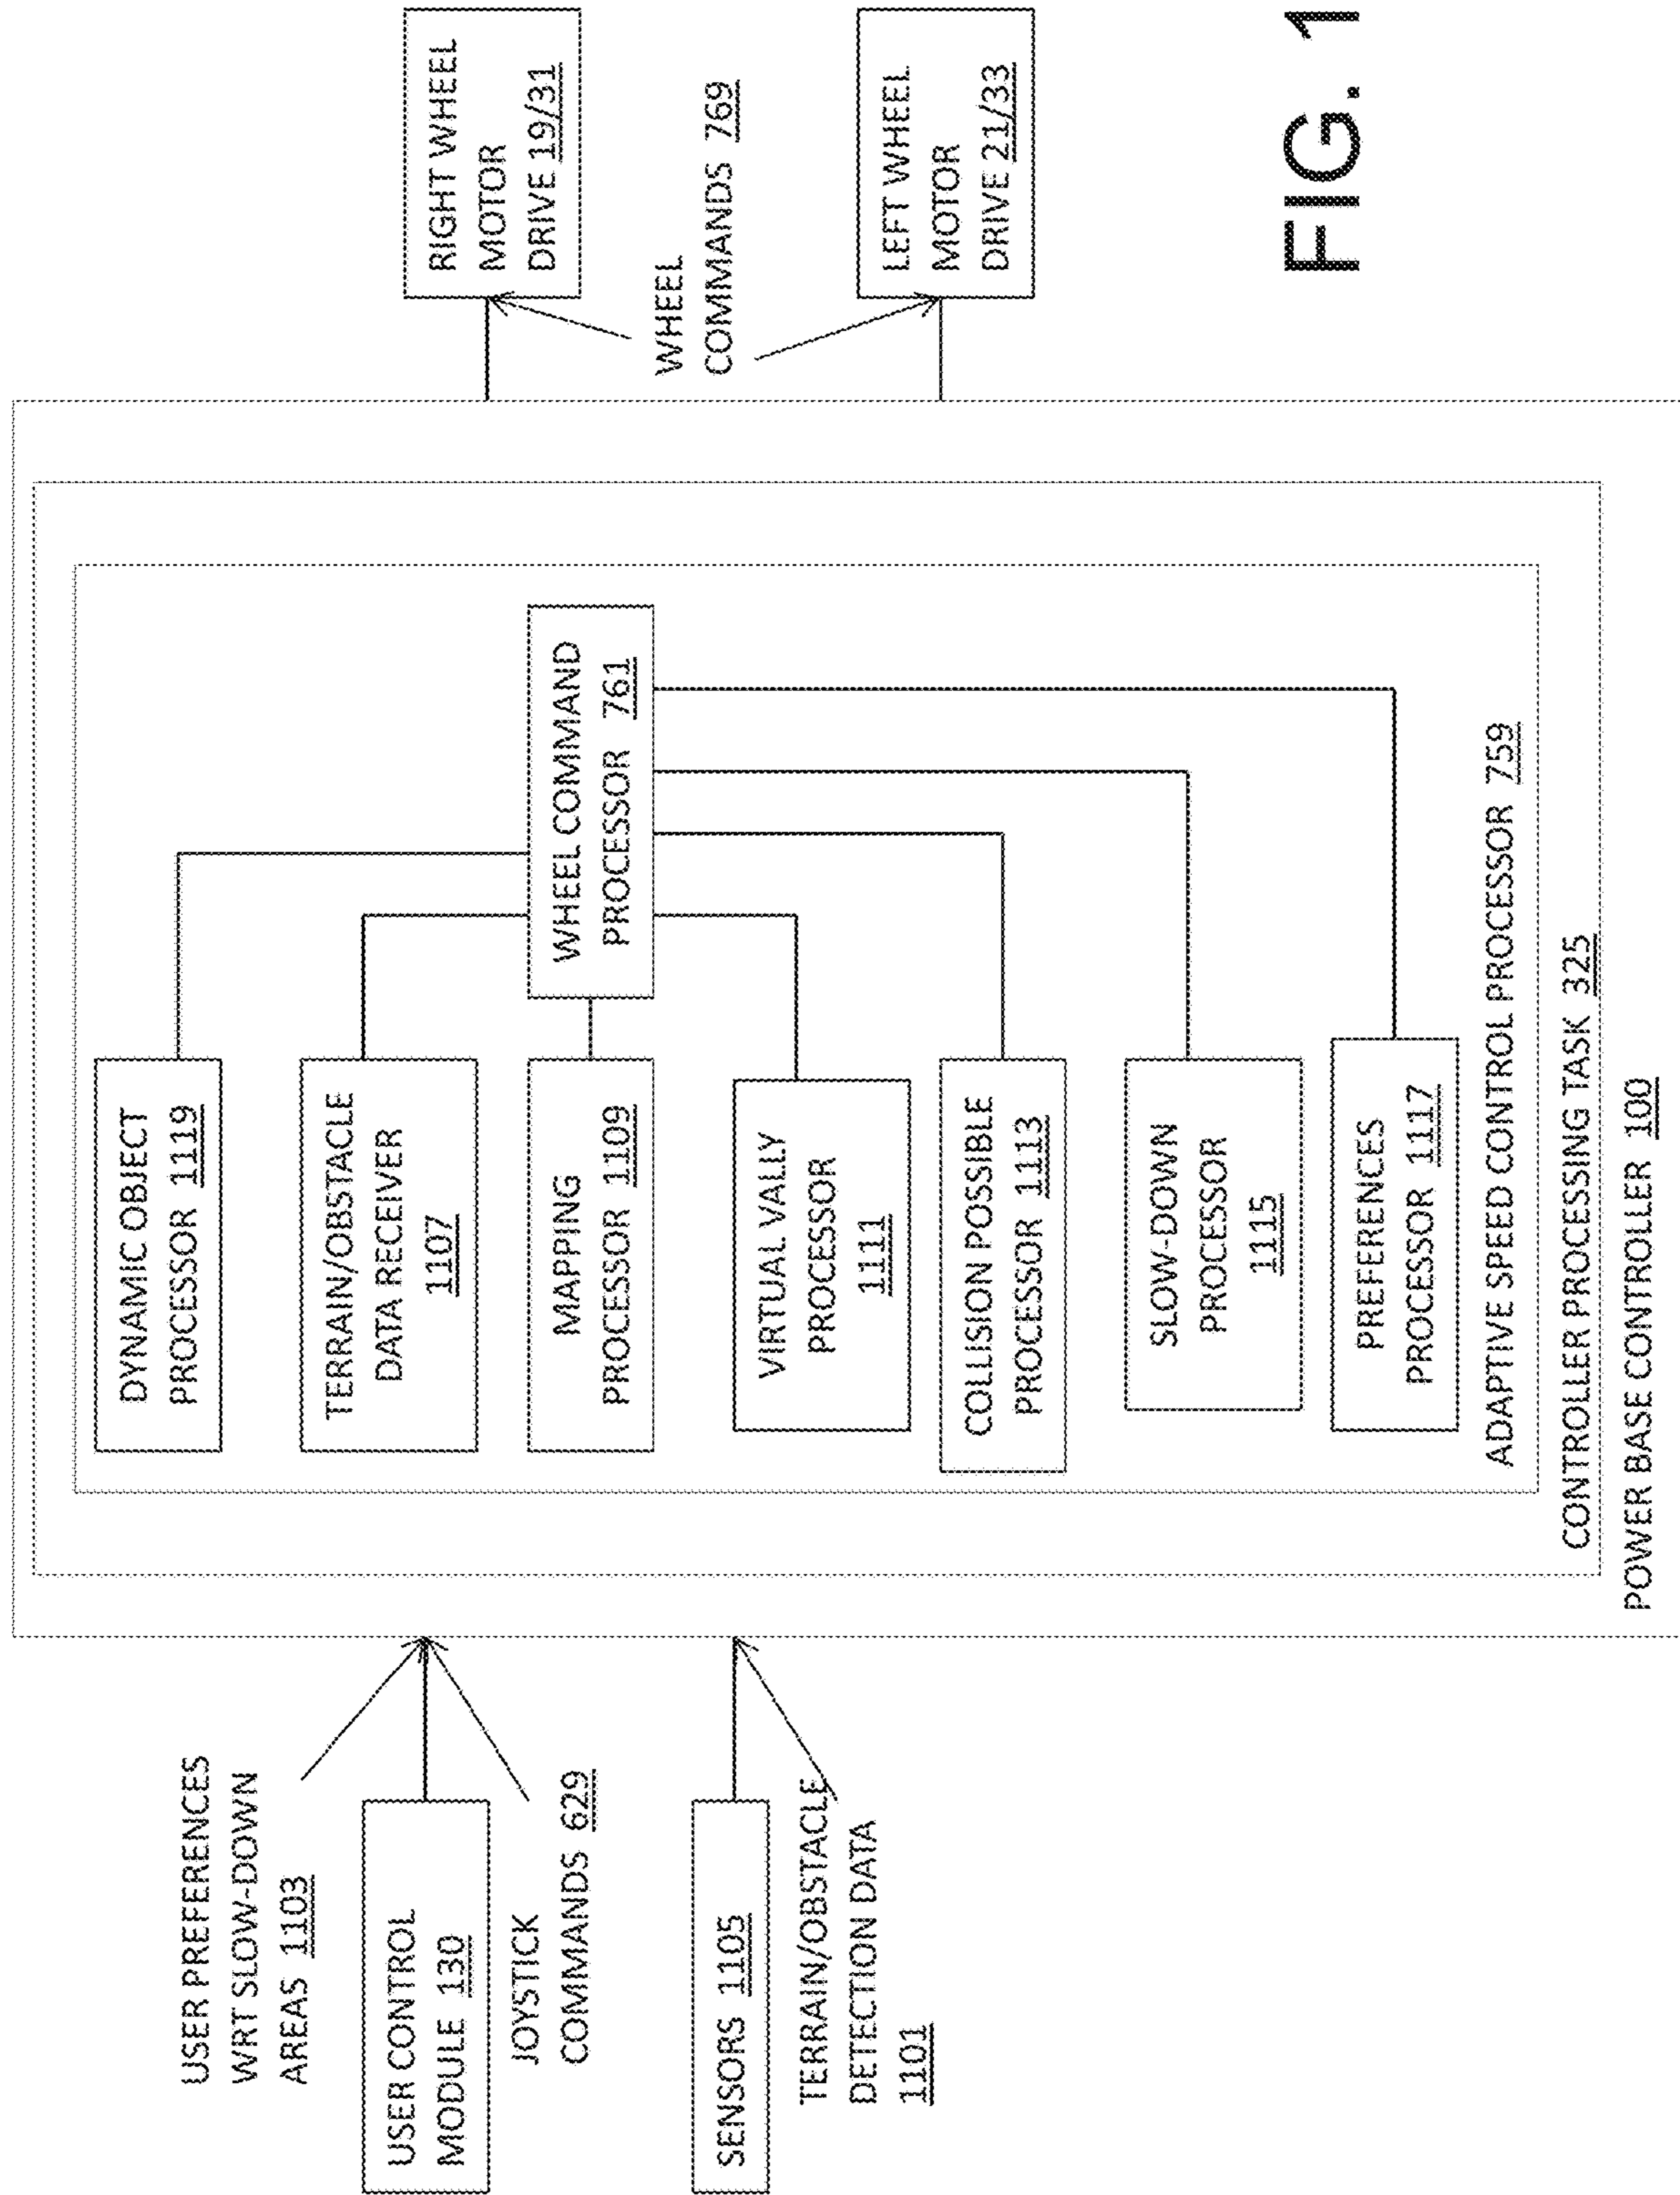 USER PREFERENCES
WRT SLOW-DOWN
AREAS 1103
USER CONTROL
MODULE 130
JOYSTICK
COMMANDS 629
SENSORS 1105
TERRAIN/OBSTACLE
DETECTION DATA
1101
DYNAMIC OBJECT
PROCESSOR 1119
TERRAIN/OBSTACLE
DATA RECEIVER
1107
MAPPING
PROCESSOR 1109
VIRTUAL VALLY
PROCESSOR
1111
COLLISION POSSIBLE
PROCESSOR 1113
SLOW-DOWN
PROCESSOR
1115
PREFERENCES
PROCESSOR 1117
WHEEL COMMAND
PROCESSOR 761
ADAPTIVE SPEED CONTROL PROCESSOR 759
CONTROLLER PROCESSING TASK 325
POWER BASE CONTROLLER 100
RIGHT WHEEL
MOTOR
DRIVE 19/31
WHEEL
COMMANDS 769
LEFT WHEEL
MOTOR
DRIVE 21/33
FIG. 1